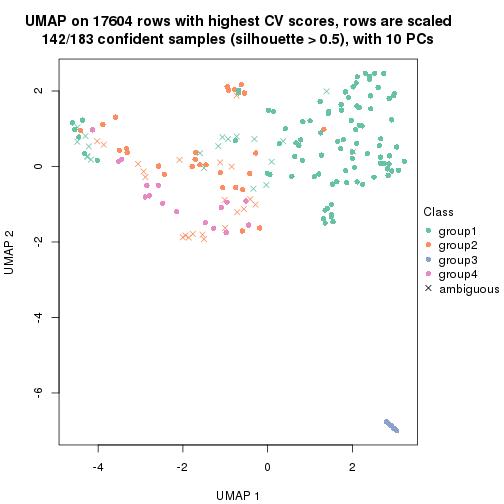 UMAP on 17604 rows with highest CV scores, rows are scaled
142/183 confident samples (silhouette > 0.5), with 10 PCs
2
0
-2
-4
-6
UMAP 2
-4
-2
0
2
UMAP 1
Class
group1
group2
group3
group4
ambiguous